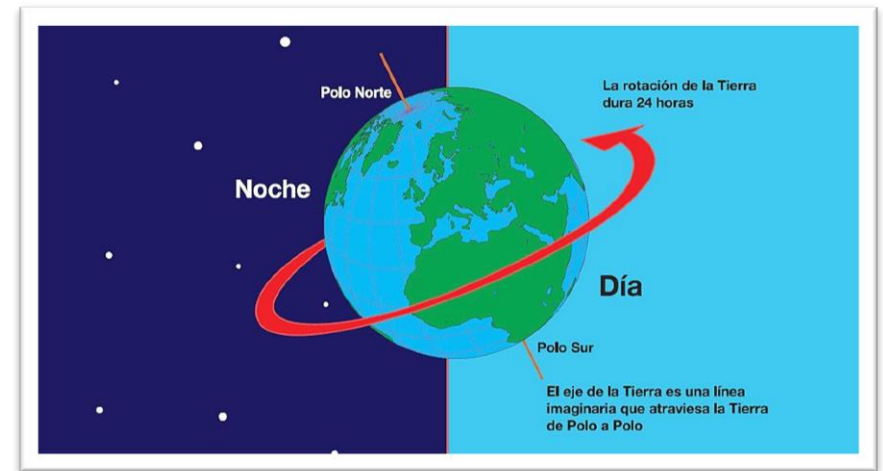 Polo Norte
La rotación de la Tierra
dura 24 horas
Noche
Día
Polo Sur
El eje de la Tierra es una línea
imaginaria que atraviesa la Tierra
de Polo a Polo